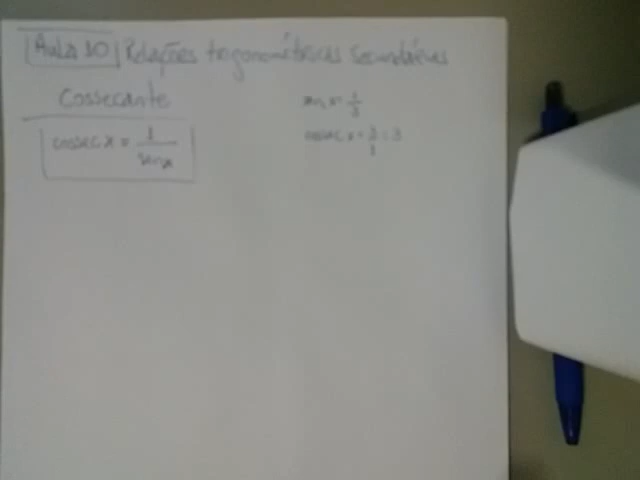 Aula 10 Relações trigonométricas secundárias
Cossecante
cossec x = 1/sen x
sen x = 1/3
cossec x = 3/1 = 3